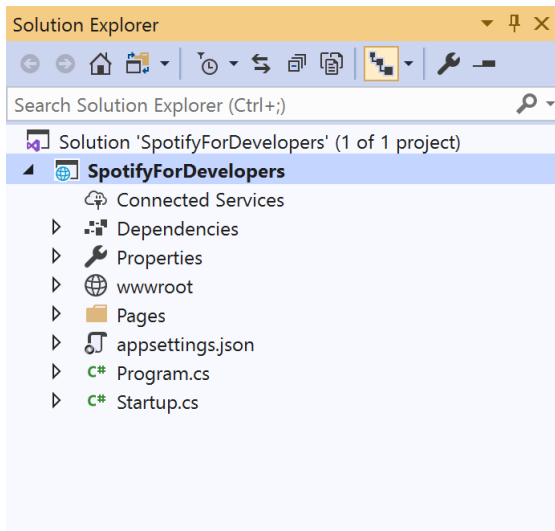 Solution Explorer
Search Solution Explorer (Ctrl+;)
Solution 'SpotifyForDevelopers' (1 of 1 project)
SpotifyForDevelopers
Connected Services
Dependencies
Properties
wwwroot
Pages
appsettings.json
C# Program.cs
C# Startup.cs